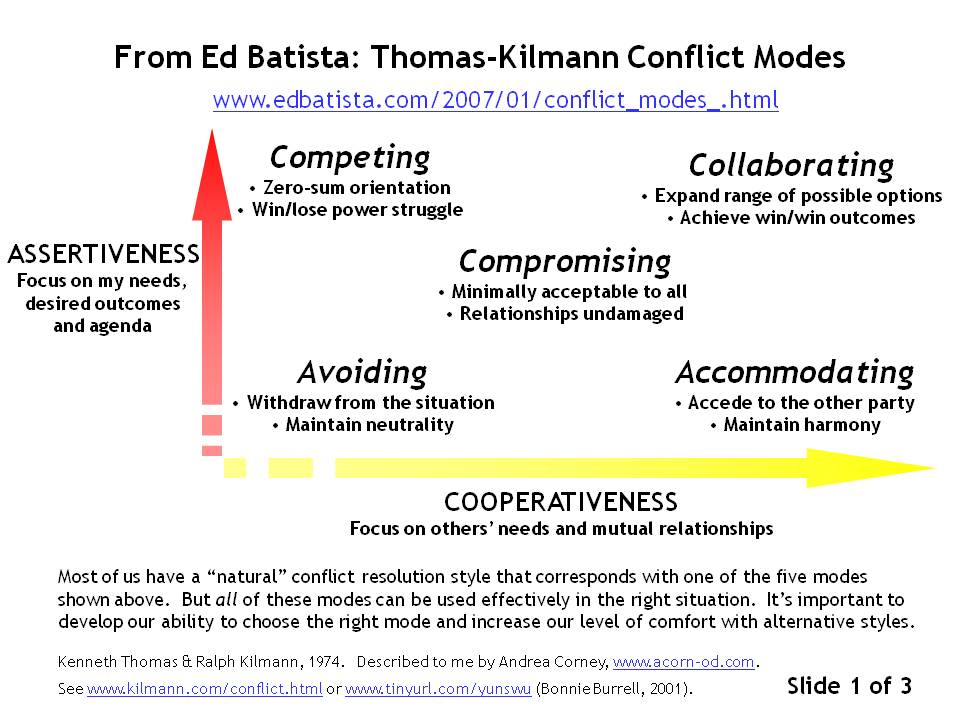 From Ed Batista: Thomas-Kilmann Conflict Modes
www.edbatista.com/2007/01/conflict_modes_.html
Competing
• Zero-sum orientation
• Win/lose power struggle
Collaborating
• Expand range of possible options
• Achieve win/win outcomes
ASSERTIVENESS
Focus on my needs,
desired outcomes
and agenda
Compromising
• Minimally acceptable to all
• Relationships undamaged
Avoiding
• Withdraw from the situation
• Maintain neutrality
Accommodating
• Accede to the other party
• Maintain harmony
COOPERATIVENESS
Focus on others’ needs and mutual relationships
Most of us have a “natural” conflict resolution style that corresponds with one of the five modes
shown above. But all of these modes can be used effectively in the right situation. It’s important to
develop our ability to choose the right mode and increase our level of comfort with alternative styles.
Kenneth Thomas & Ralph Kilmann, 1974. Described to me by Andrea Corney, www.acorn-od.com.
See www.kilmann.com/conflict.html or www.tinyurl.com/yunswu (Bonnie Burrell, 2001).
Slide 1 of 3